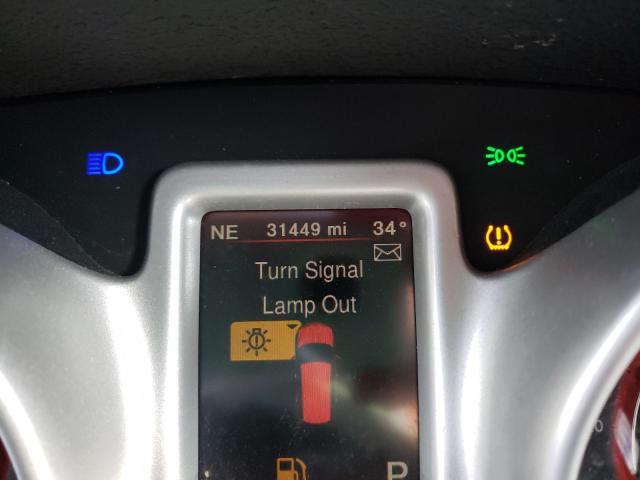 NE 31449 mi 34°
Turn Signal
Lamp Out
P